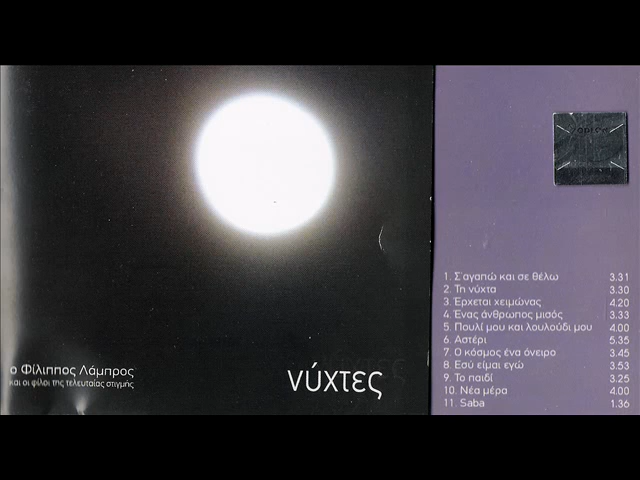 ο Φίλιππος Λάμπρος
και οι φίλοι της τελευταίας στιγμής
νύχτες
1. Σ'αγαπώ και σε θέλω 3.31
2. Τη νύχτα 3.30
3. Έρχεται χειμώνας 4.20
4. Ένας άνθρωπος μισός 3.33
5. Πουλί μου και λουλούδι μου 4.00
6. Αστέρι 5.35
7. Ο κόσμος ένα όνειρο 3.45
8. Εσύ είμαι εγώ 3.53
9. Το παιδί 3.25
10. Νέα μέρα 4.00
11. Saba 1.36